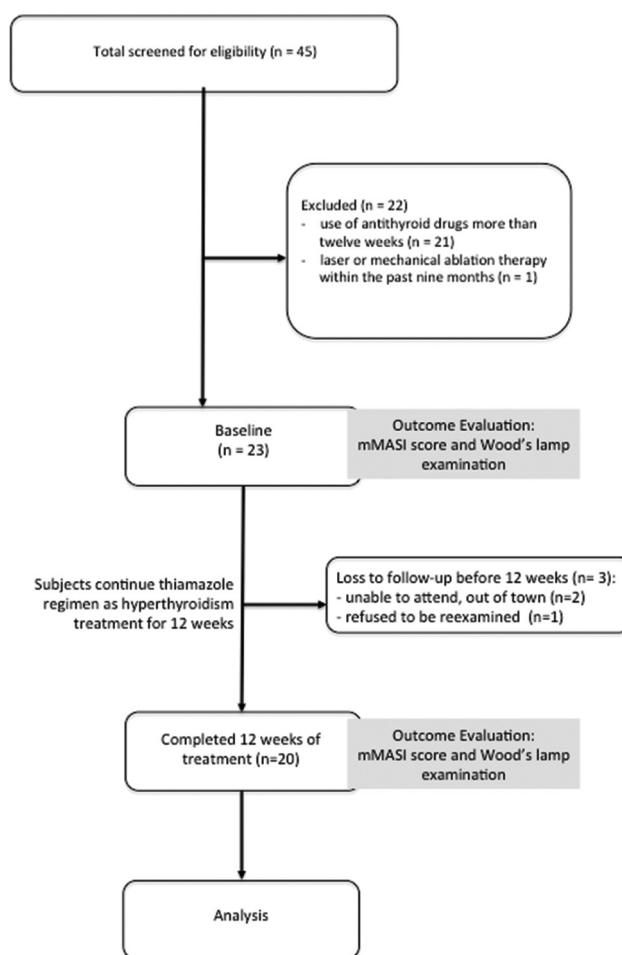 Total screened for eligibility (n = 45)
Excluded (n = 22)
- use of antithyroid drugs more
than twelve weeks (n = 21)
- laser or mechanical ablation therapy
within the past nine months (n = 1)
Baseline
(n = 23)
Outcome Evaluation:
mMASI score and Wood's lamp
examination
Subjects continue thiamazole
regimen as hyperthyroidism
treatment for 12 weeks
Loss to follow-up before 12 weeks (n= 3):
- unable to attend, out of town (n=2)
- refused to be reexamined (n=1)
Completed 12 weeks of
treatment (n=20)
Outcome Evaluation:
mMASI score and Wood's lamp
examination
Analysis